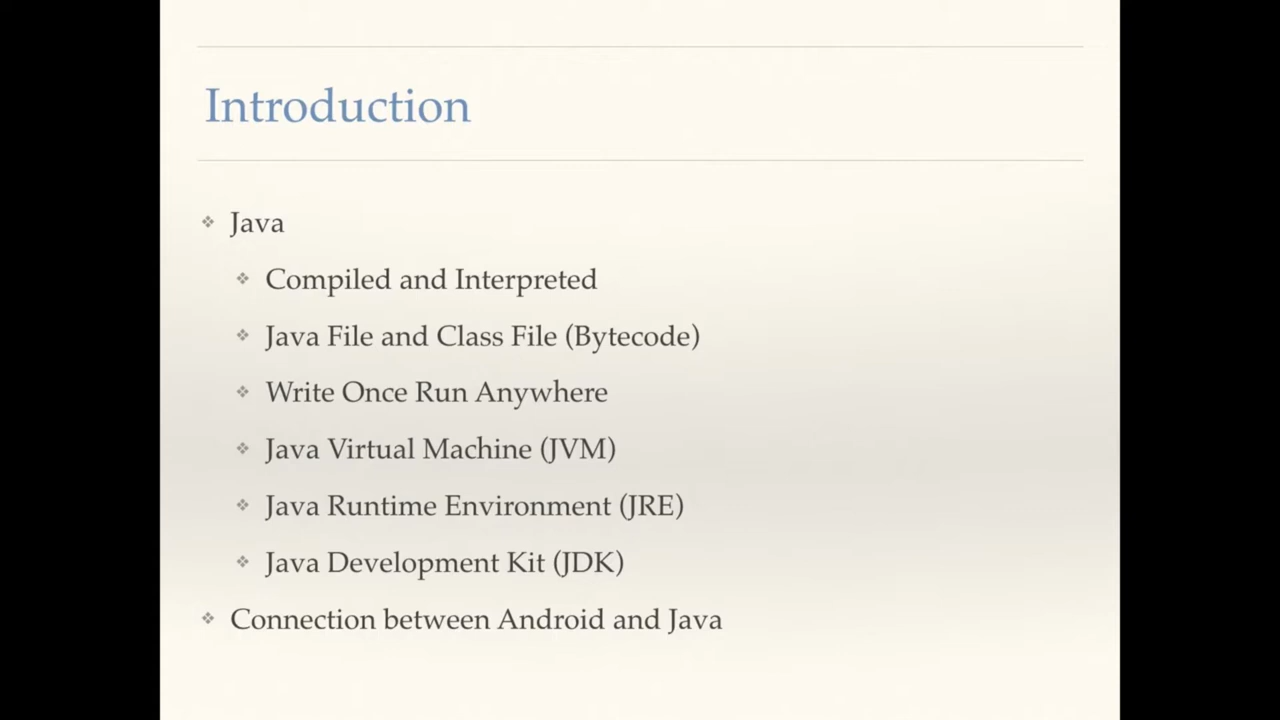 Introduction
Java
Compiled and Interpreted
Java File and Class File (Bytecode)
Write Once Run Anywhere
Java Virtual Machine (JVM)
Java Runtime Environment (JRE)
Java Development Kit (JDK)
Connection between Android and Java